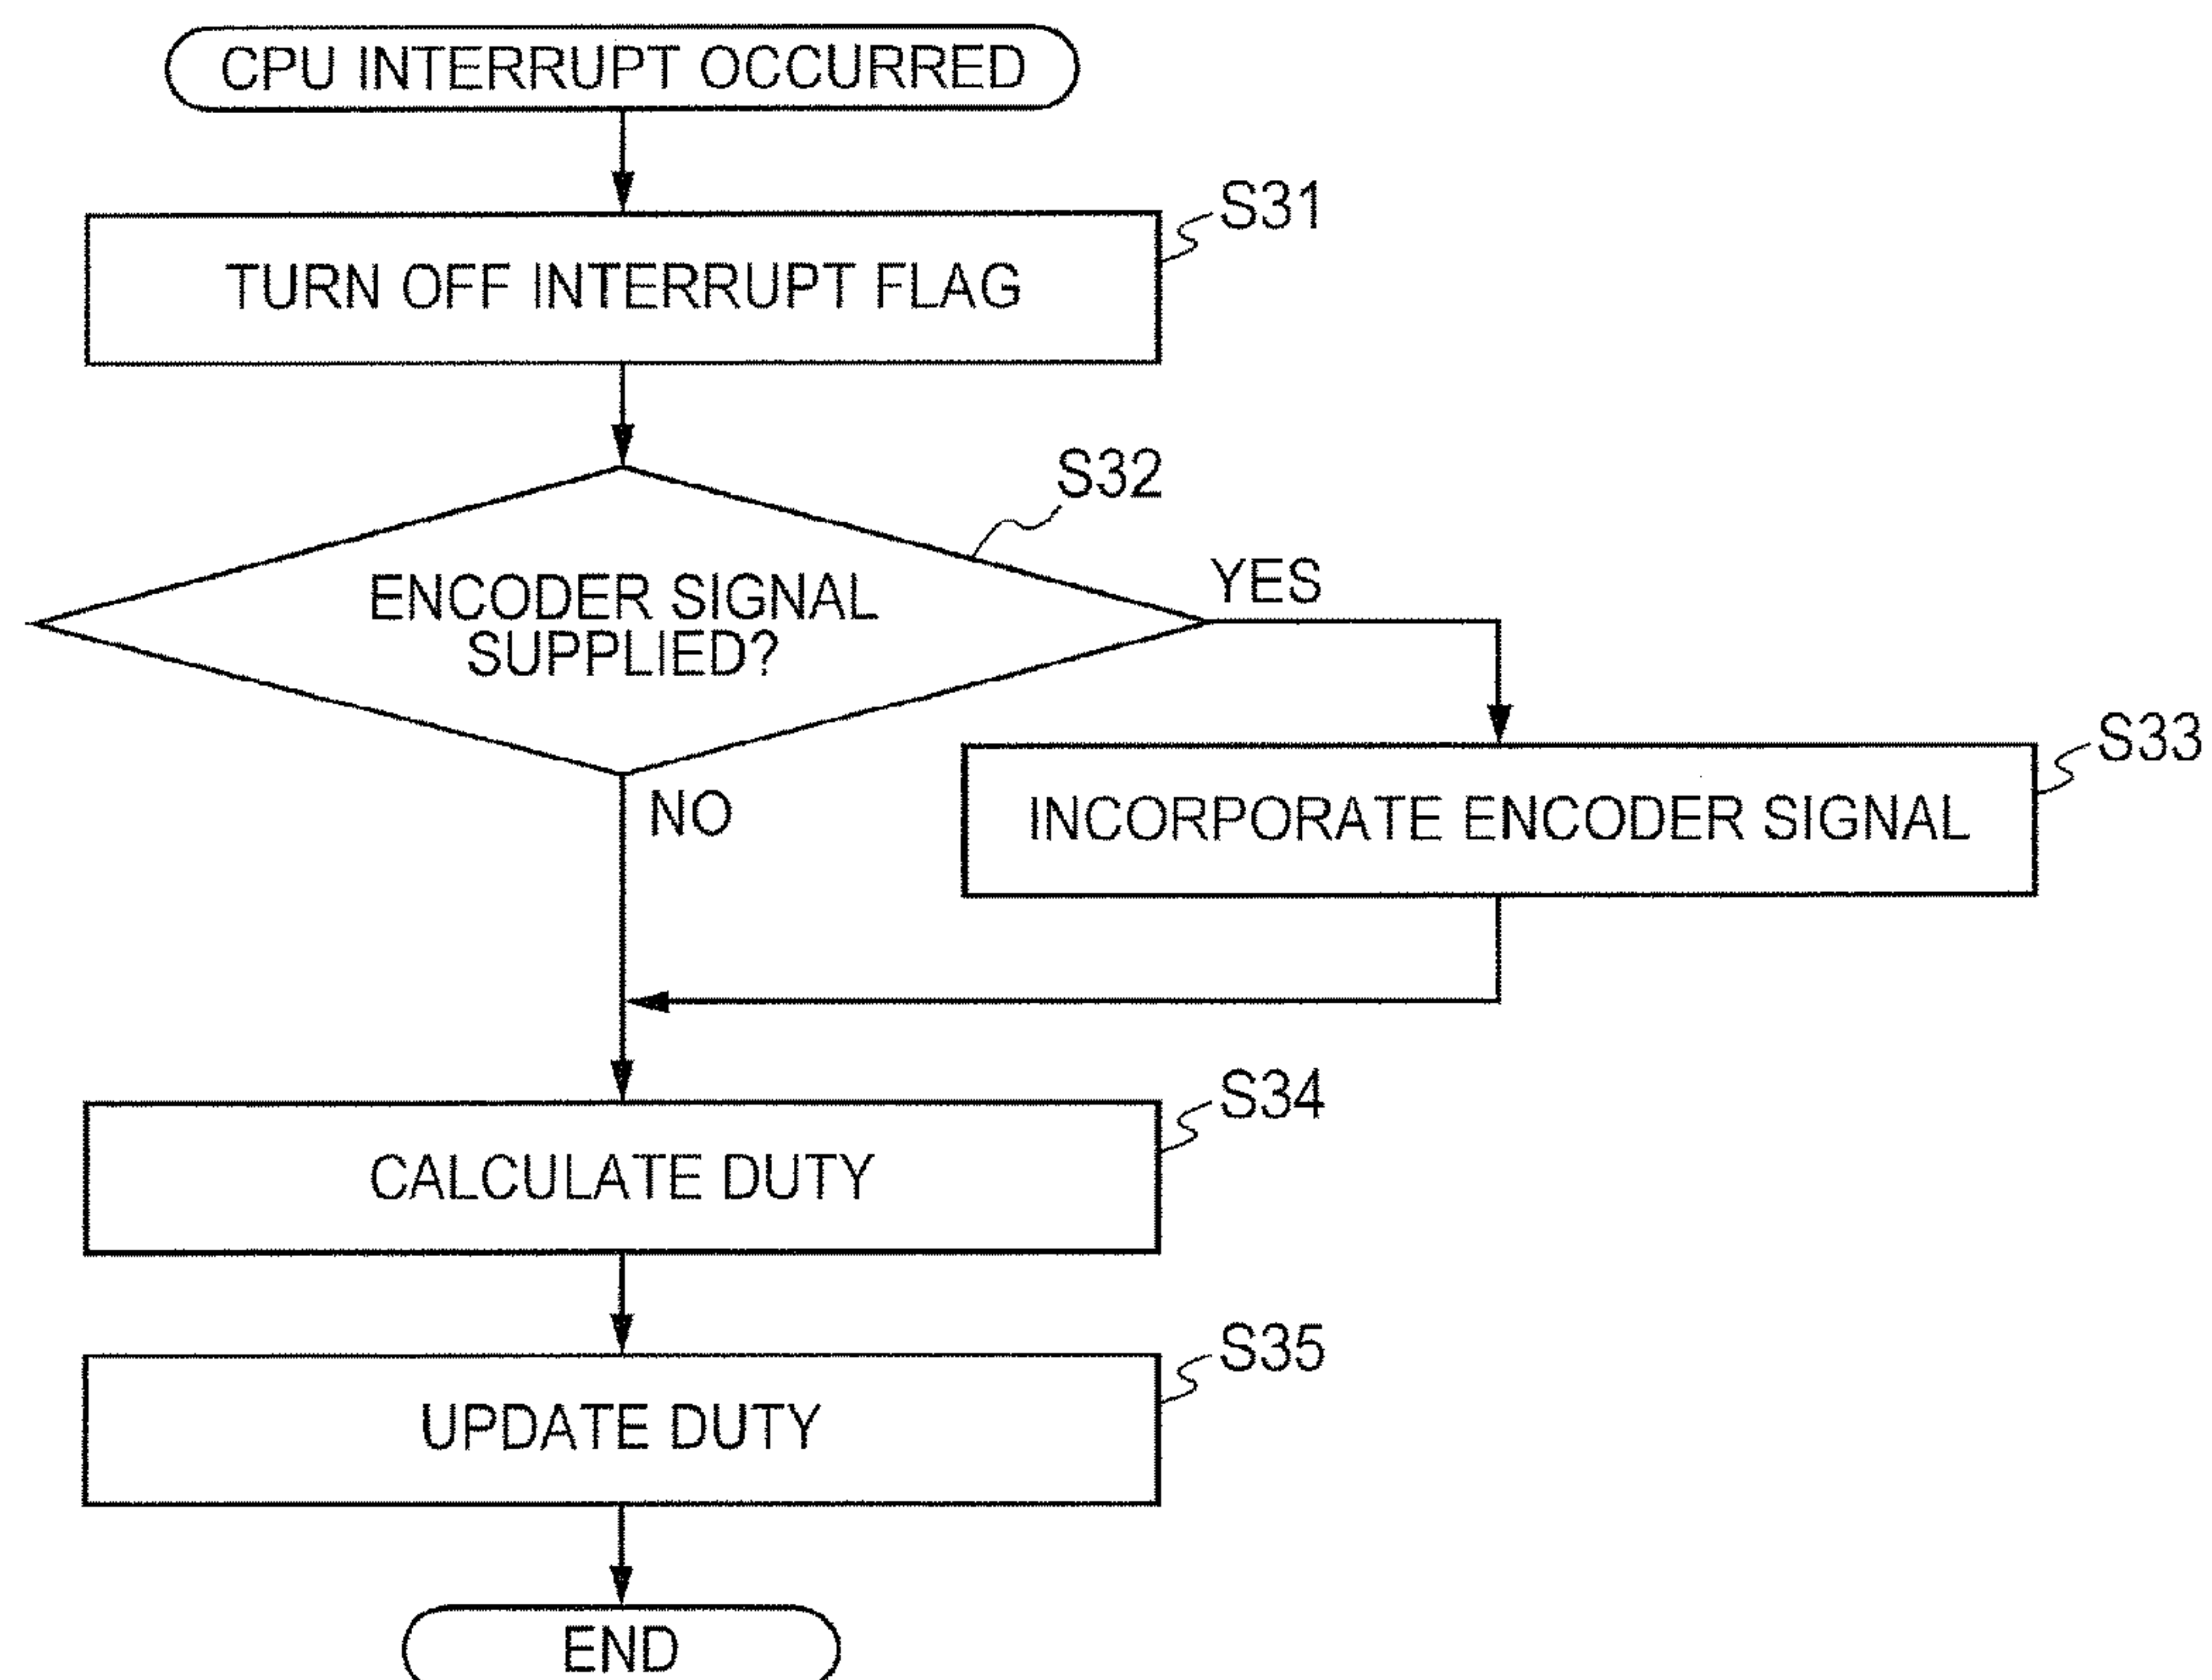 CPU INTERRUPT OCCURRED
S31
TURN OFF INTERRUPT FLAG
S32
ENCODER SIGNAL
SUPPLIED?
YES
NO
S33
INCORPORATE ENCODER SIGNAL
S34
CALCULATE DUTY
S35
UPDATE DUTY
END